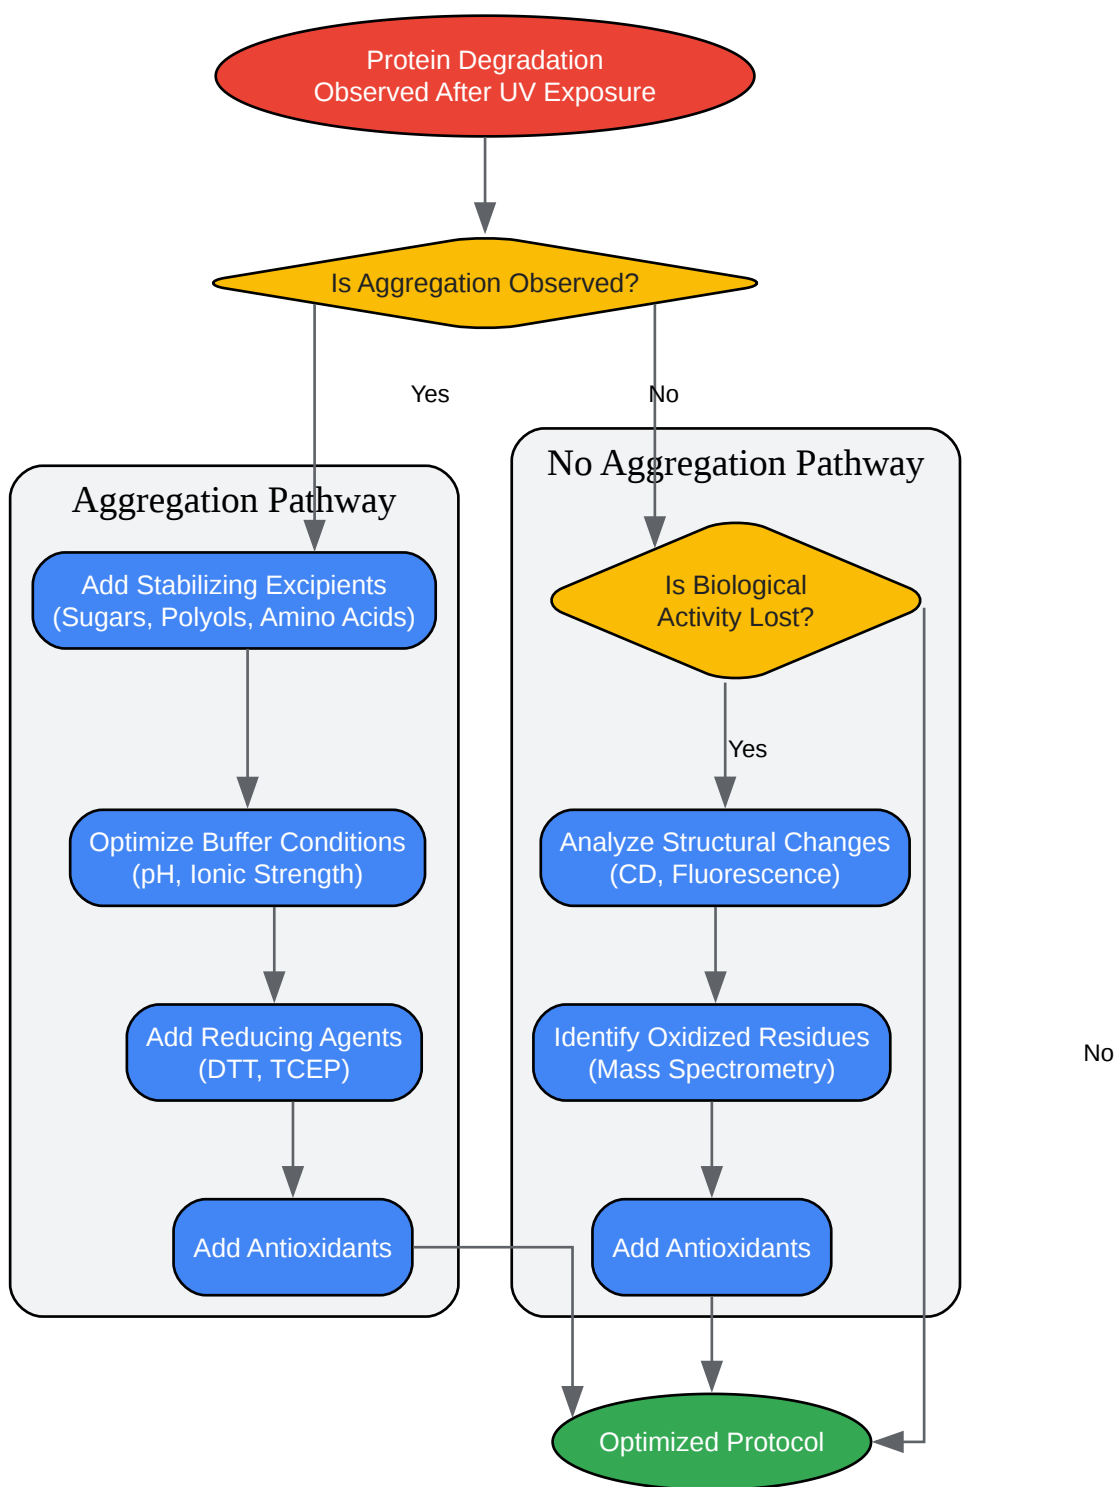 Protein Degradation
Observed After UV Exposure
Is Aggregation Observed?
Yes
No
Aggregation Pathway
Add Stabilizing Excipients
(Sugars, Polyols, Amino Acids)
Optimize Buffer Conditions
(pH, Ionic Strength)
Add Reducing Agents
(DTT, TCEP)
Add Antioxidants
No Aggregation Pathway
Is Biological
Activity Lost?
Yes
Analyze Structural Changes
(CD, Fluorescence)
Identify Oxidized Residues
(Mass Spectrometry)
Add Antioxidants
No
Optimized Protocol